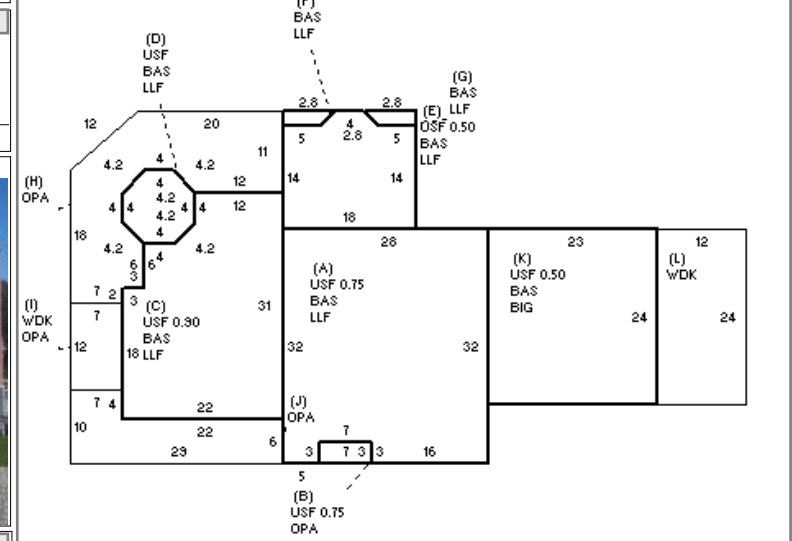 (F)
BAS
LLF
(D)
USF
BAS
LLF
(G)
BAS
LLF
(E)
USF 0.50
BAS
LLF
2.8
2.8
4
2.8
5
5
12
20
11
4.2
4
4.2
12
12
14
14
18
(H)
OPA
4
4.2
4 4
4 4
4.2
4
4.2
4
4.2
18
6 6
3
7 2
3
28
23
12
(A)
USF 0.75
BAS
LLF
(K)
USF 0.50
BAS
BIG
(L)
WDK
24
24
(I)
WDK
OPA
7
(C)
USF 0.90
BAS
LLF
31
12
18
32
32
7 4
22
22
10
29
6
(J)
OPA
7
3
7 3
3
16
5
(B)
USF 0.75
OPA